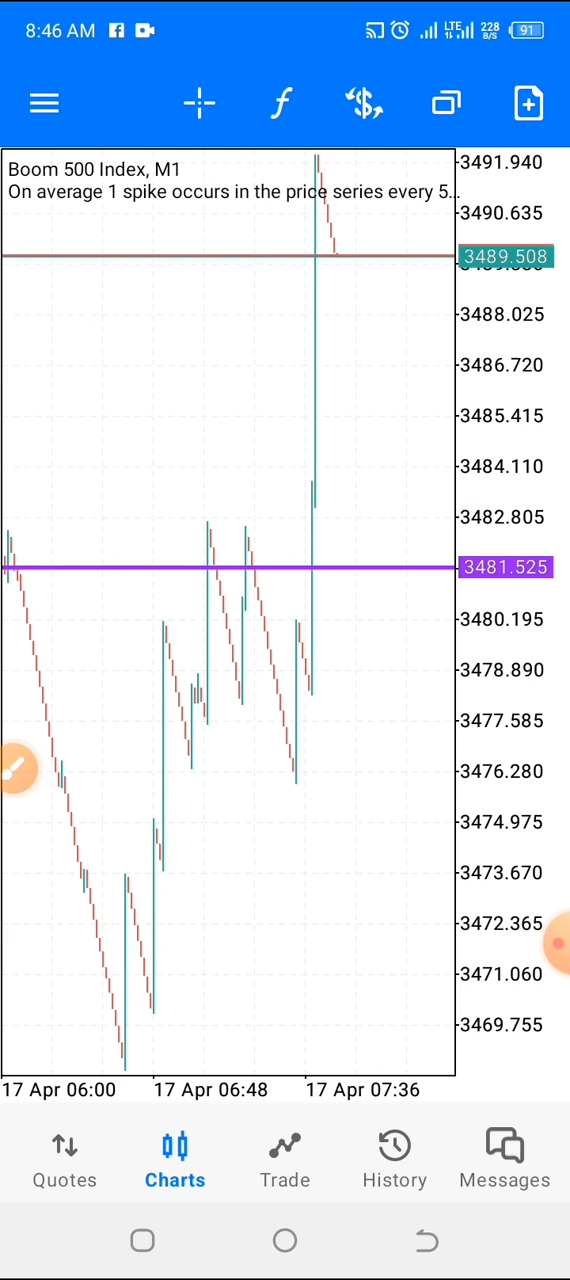 8:46 AM
LTE
228
B/S
91
Boom 500 Index, M1
On average 1 spike occurs in the price series every 5...
3491.940
3490.635
3489.508
3488.025
3486.720
3485.415
3484.110
3482.805
3481.525
3480.195
3478.890
3477.585
3476.280
3474.975
3473.670
3472.365
3471.060
3469.755
17 Apr 06:00
17 Apr 06:48
17 Apr 07:36
Quotes
Charts
Trade
History
Messages